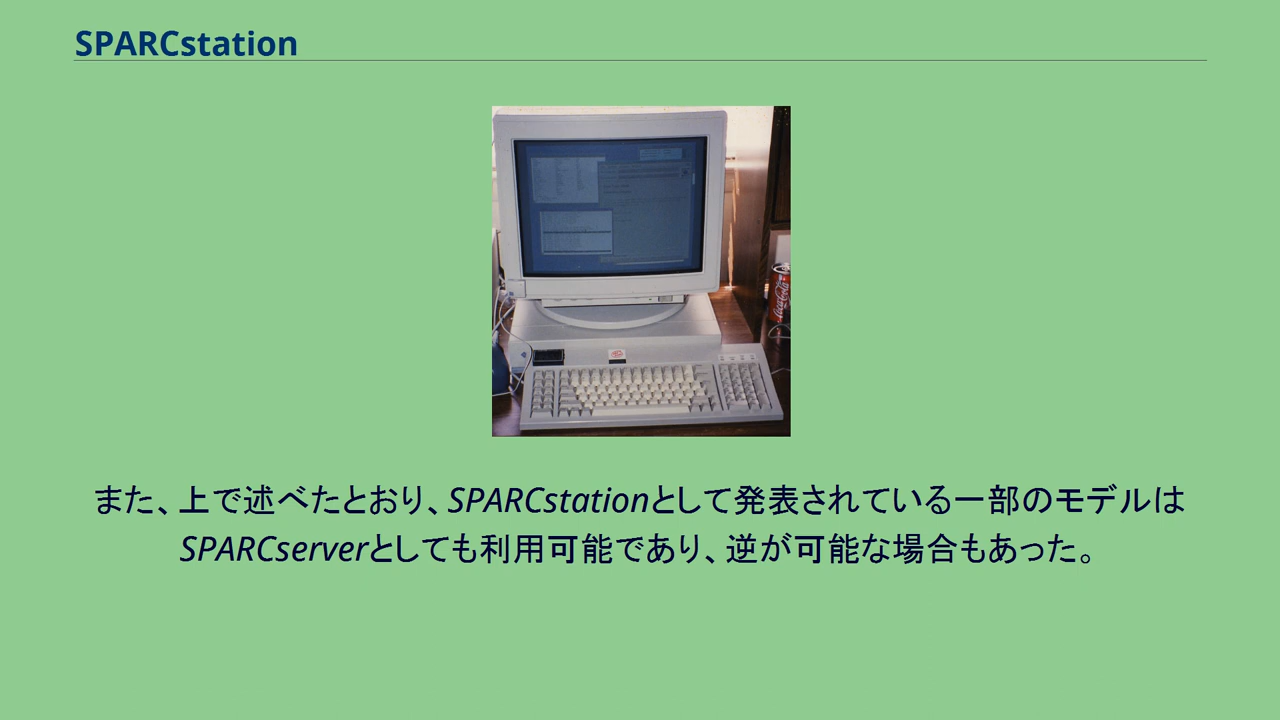 SPARCstation
Coca-Cola
また、上で述べたとおり、SPARCstationとして発表されている一部のモデルは
SPARCserverとしても利用可能であり、逆が可能な場合もあった。